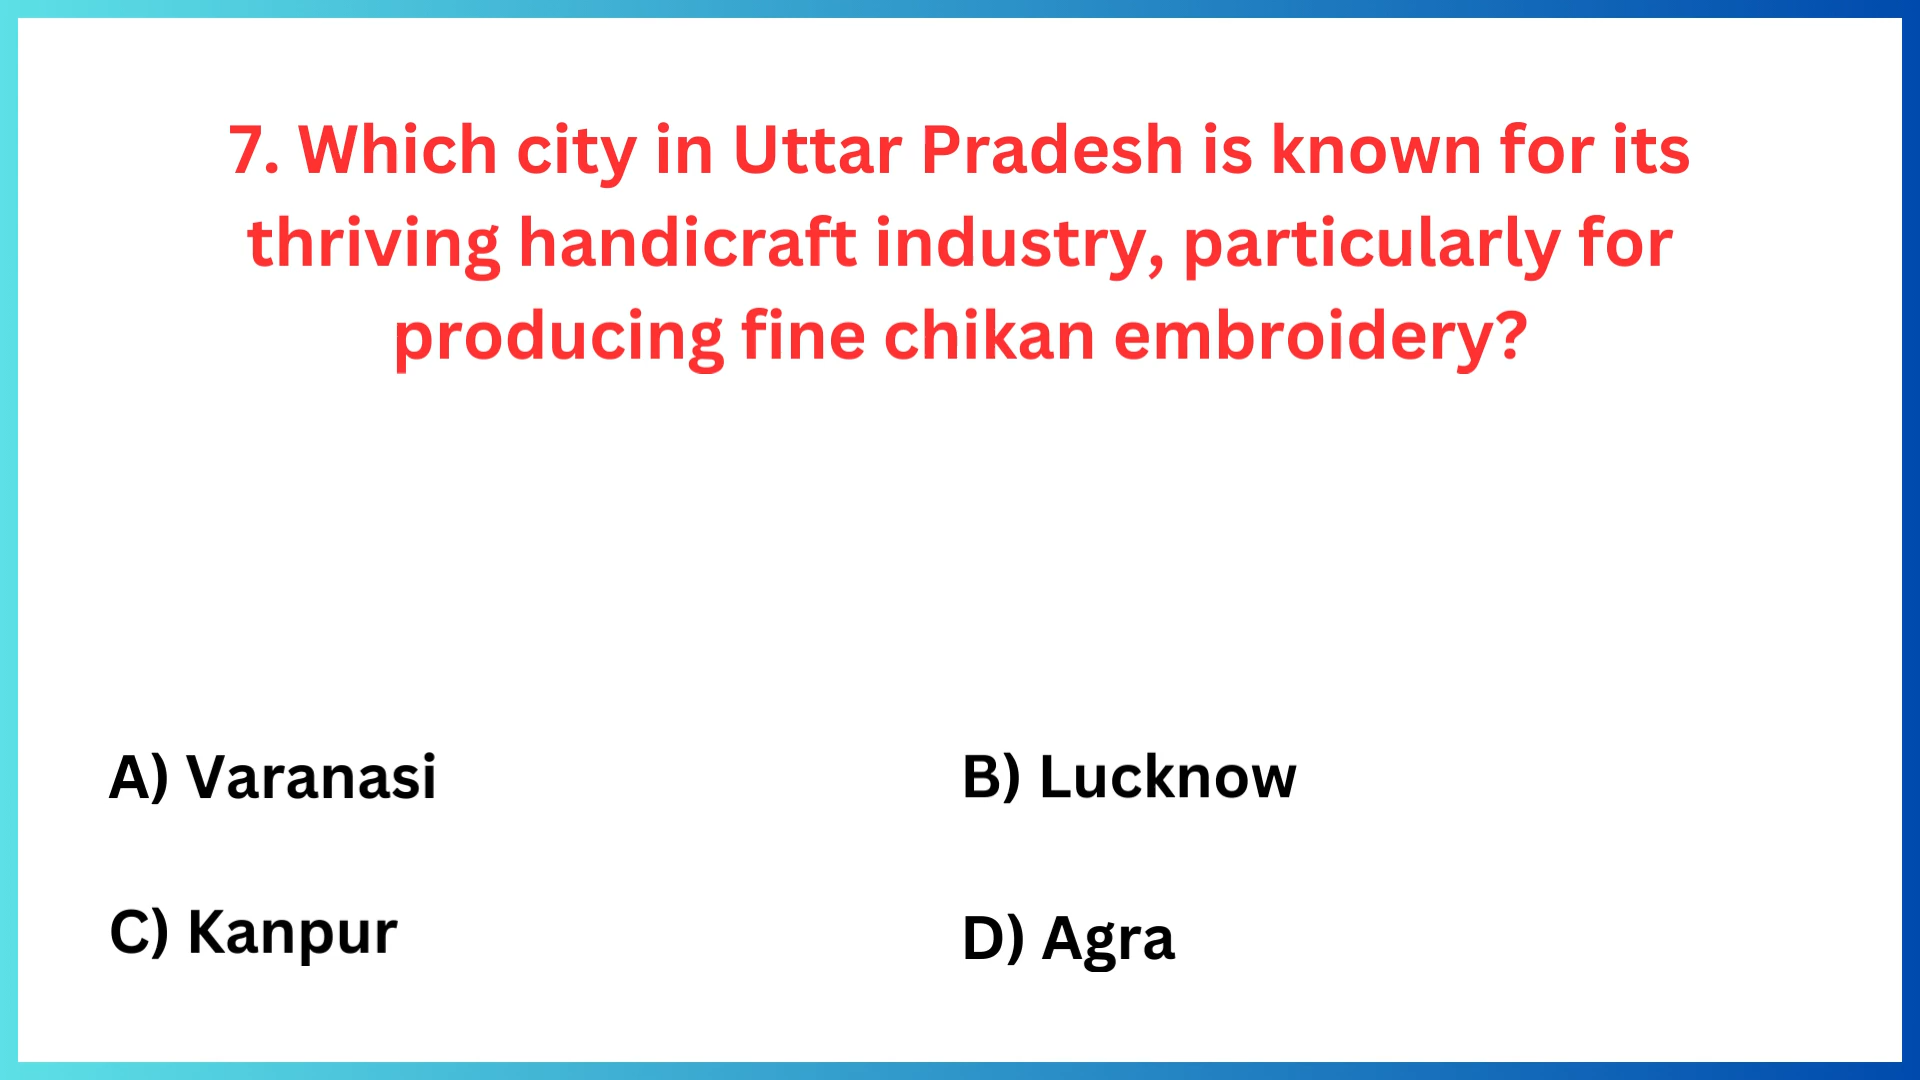 7. Which city in Uttar Pradesh is known for its
thriving handicraft industry, particularly for
producing fine chikan embroidery?
A) Varanasi
B) Lucknow
C) Kanpur
D) Agra